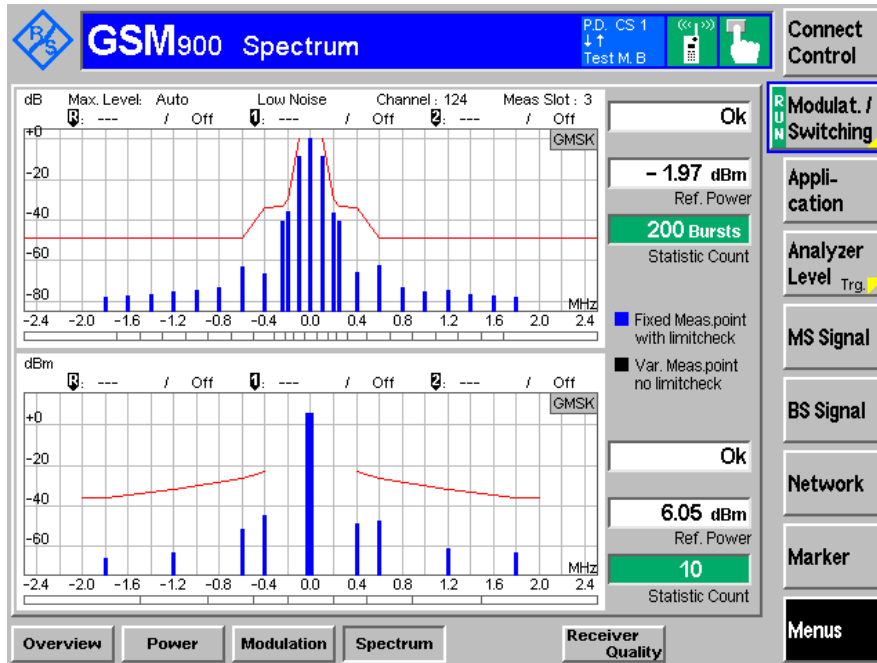 R&S
GSM900 Spectrum
P.D. CS 1
↓↑
Test M. B
Connect Control
dB Max. Level: Auto Low Noise Channel : 124 Meas Slot : 3
R: --- / Off 1: --- / Off 2: --- / Off
GMSK
+0
-20
-40
-60
-80
MHz
-2.4 -2.0 -1.6 -1.2 -0.8 -0.4 0.0 0.4 0.8 1.2 1.6 2.0 2.4
Ok
– 1.97 dBm
Ref. Power
200 Bursts
Statistic Count
Fixed Meas.point
with limitcheck
Var. Meas.point
no limitcheck
dBm
R: --- / Off 1: --- / Off 2: --- / Off
GMSK
+0
-20
-40
-60
MHz
-2.4 -2.0 -1.6 -1.2 -0.8 -0.4 0.0 0.4 0.8 1.2 1.6 2.0 2.4
Ok
6.05 dBm
Ref. Power
10
Statistic Count
RUN
Modulat. /
Switching
Appli-
cation
Analyzer
Level Trg.
MS Signal
BS Signal
Network
Marker
Menus
Overview Power Modulation Spectrum Receiver
Quality